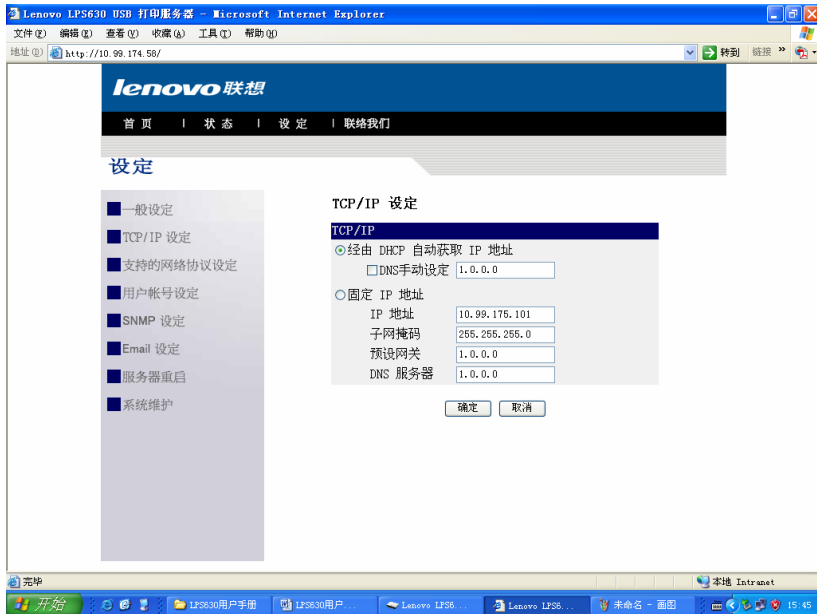 Lenovo LPS630 USB 打印服务器 - Microsoft Internet Explorer
文件(F) 编辑(E) 查看(V) 收藏(A) 工具(T) 帮助(H)
地址(D) http://10.99.174.58/ 转到 链接 »
lenovo联想
首页 | 状态 | 设定 | 联络我们
设定
一般设定
TCP/IP 设定
支持的网络协议设定
用户帐号设定
SNMP 设定
Email 设定
服务器重启
系统维护
TCP/IP 设定
TCP/IP
经由 DHCP 自动获取 IP 地址
DNS手动设定 1.0.0.0
固定 IP 地址
IP 地址 10.99.175.101
子网掩码 255.255.255.0
预设网关 1.0.0.0
DNS 服务器 1.0.0.0
确定 取消
完毕 本地 Intranet
开始 LPS630用户手册 LPS630用户... Lenovo LPS6... Lenovo LPS6... 未命名 - 画图 15:45